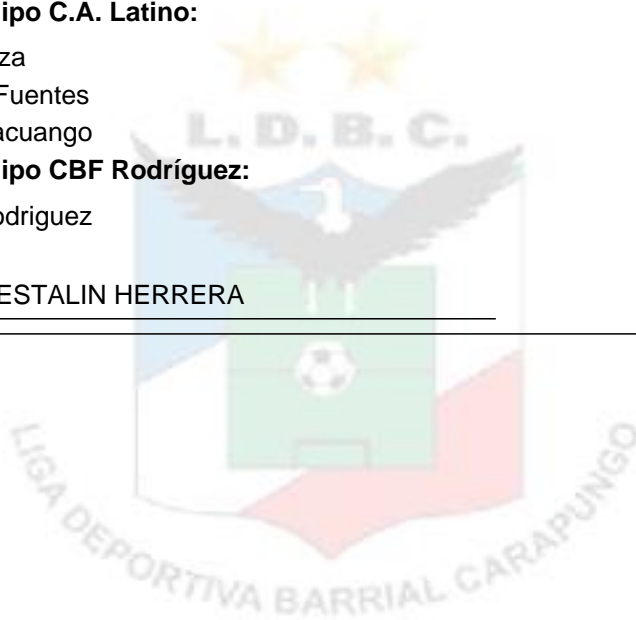 ipo C.A. Latino:
za
Fuentes
acuango
ipo CBF Rodríguez:
odriguez
ESTALIN HERRERA
L. D. B. C.
LIGA DEPORTIVA BARRIAL CARAPUNGO